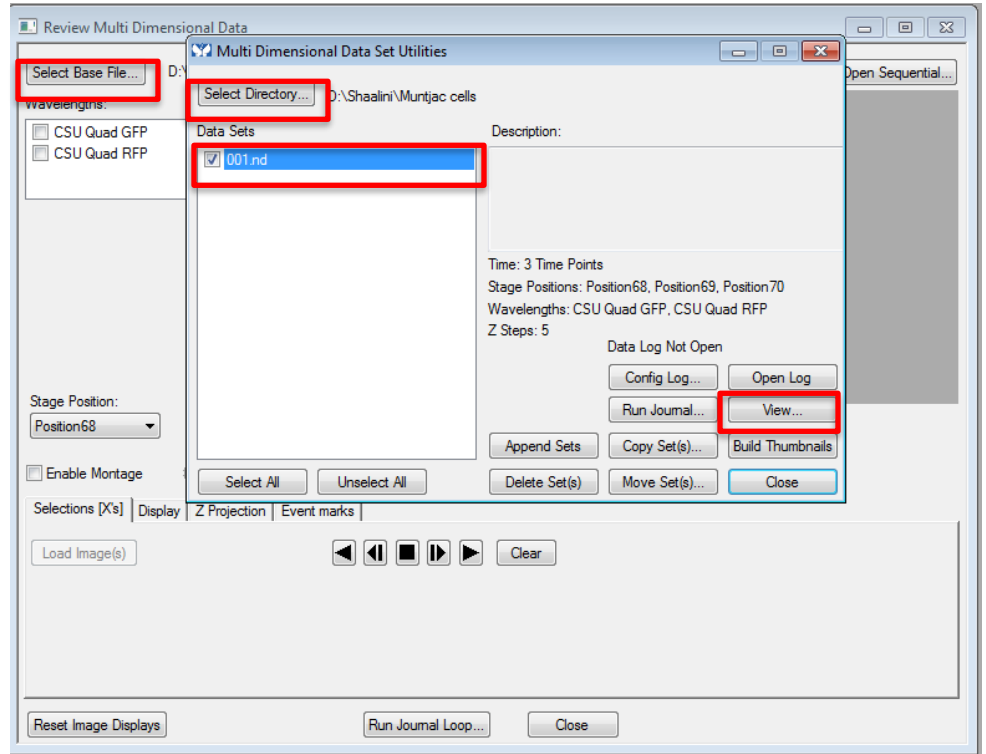 Review Multi Dimensional Data
Multi Dimensional Data Set Utilities
Select Base File...
D:\
Open Sequential...
Select Directory...
D:\Shaalini\Muntjac cells
Wavelengths:
CSU Quad GFP
CSU Quad RFP
Data Sets
Description:
001.nd
Time: 3 Time Points
Stage Positions: Position68, Position69, Position70
Wavelengths: CSU Quad GFP, CSU Quad RFP
Z Steps: 5
Data Log Not Open
Config Log...
Open Log
Run Journal...
View...
Append Sets
Copy Set(s)...
Build Thumbnails
Select All
Unselect All
Delete Set(s)
Move Set(s)...
Close
Stage Position:
Position68
Enable Montage
Selections [X's]
Display
Z Projection
Event marks
Load Image(s)
Clear
Reset Image Displays
Run Journal Loop...
Close